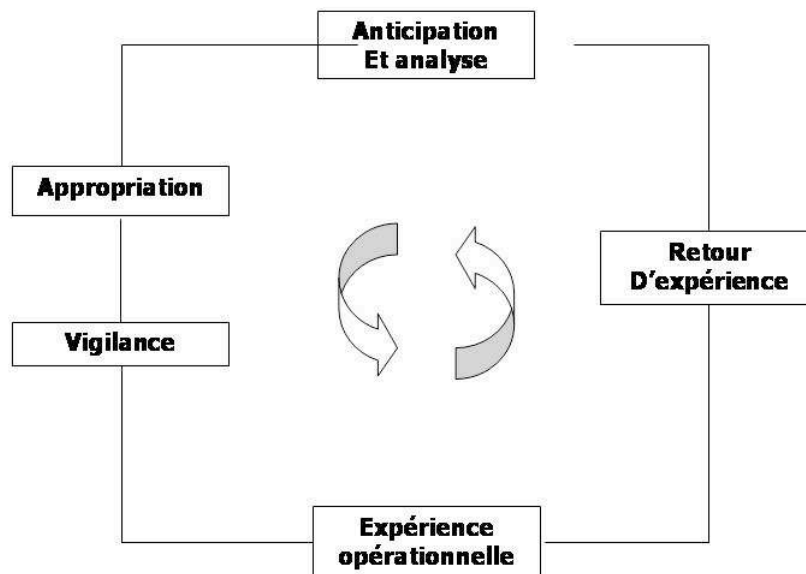 Anticipation
Et analyse
Appropriation
Retour
D'expérience
Vigilance
Expérience
opérationnelle